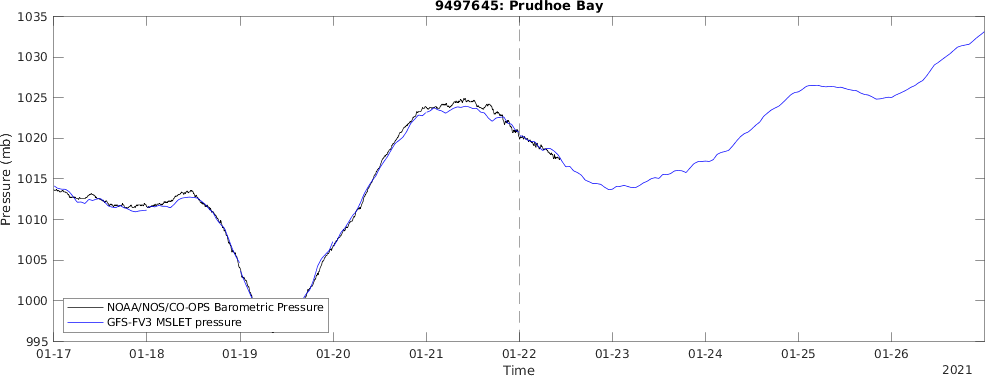 9497645: Prudhoe Bay
Pressure (mb)
1035
1030
1025
1020
1015
1010
1005
1000
995
NOAA/NOS/CO-OPS Barometric Pressure
GFS-FV3 MSLET pressure
01-17 01-18 01-19 01-20 01-21 01-22 01-23 01-24 01-25 01-26
Time
2021